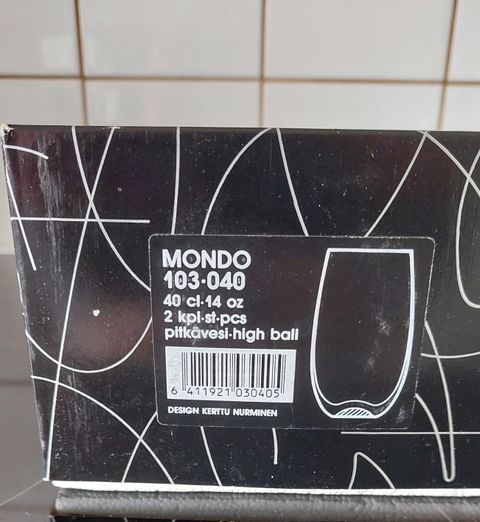 MONDO
103-040
40 cl·14 oz
2 kpl·st·pcs
pitkävesi·high ball
6 411921 030405
DESIGN KERTTU NURMINEN